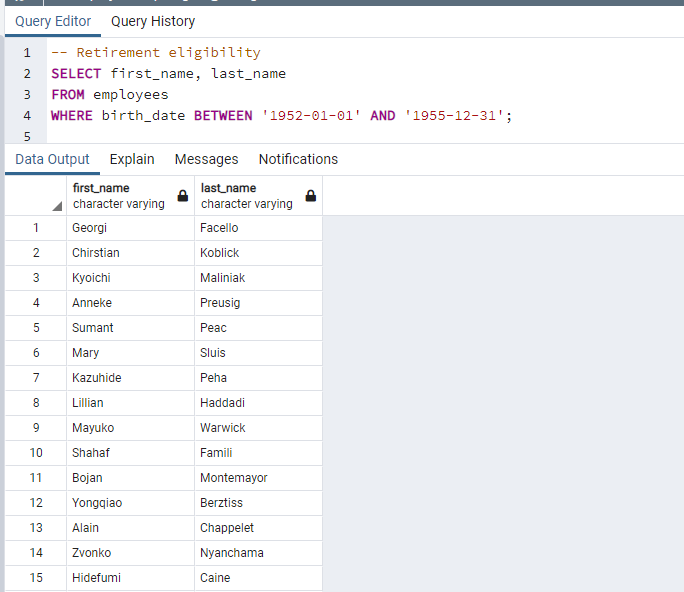 Query Editor Query History
1 -- Retirement eligibility
2 SELECT first_name, last_name
3 FROM employees
4 WHERE birth_date BETWEEN '1952-01-01' AND '1955-12-31';
5
Data Output Explain Messages Notifications
first_name last_name
character varying character varying
1 Georgi Facello
2 Chirstian Koblick
3 Kyoichi Maliniak
4 Anneke Preusig
5 Sumant Peac
6 Mary Sluis
7 Kazuhide Peha
8 Lillian Haddadi
9 Mayuko Warwick
10 Shahaf Famili
11 Bojan Montemayor
12 Yongqiao Berztiss
13 Alain Chappelet
14 Zvonko Nyanchama
15 Hidefumi Caine